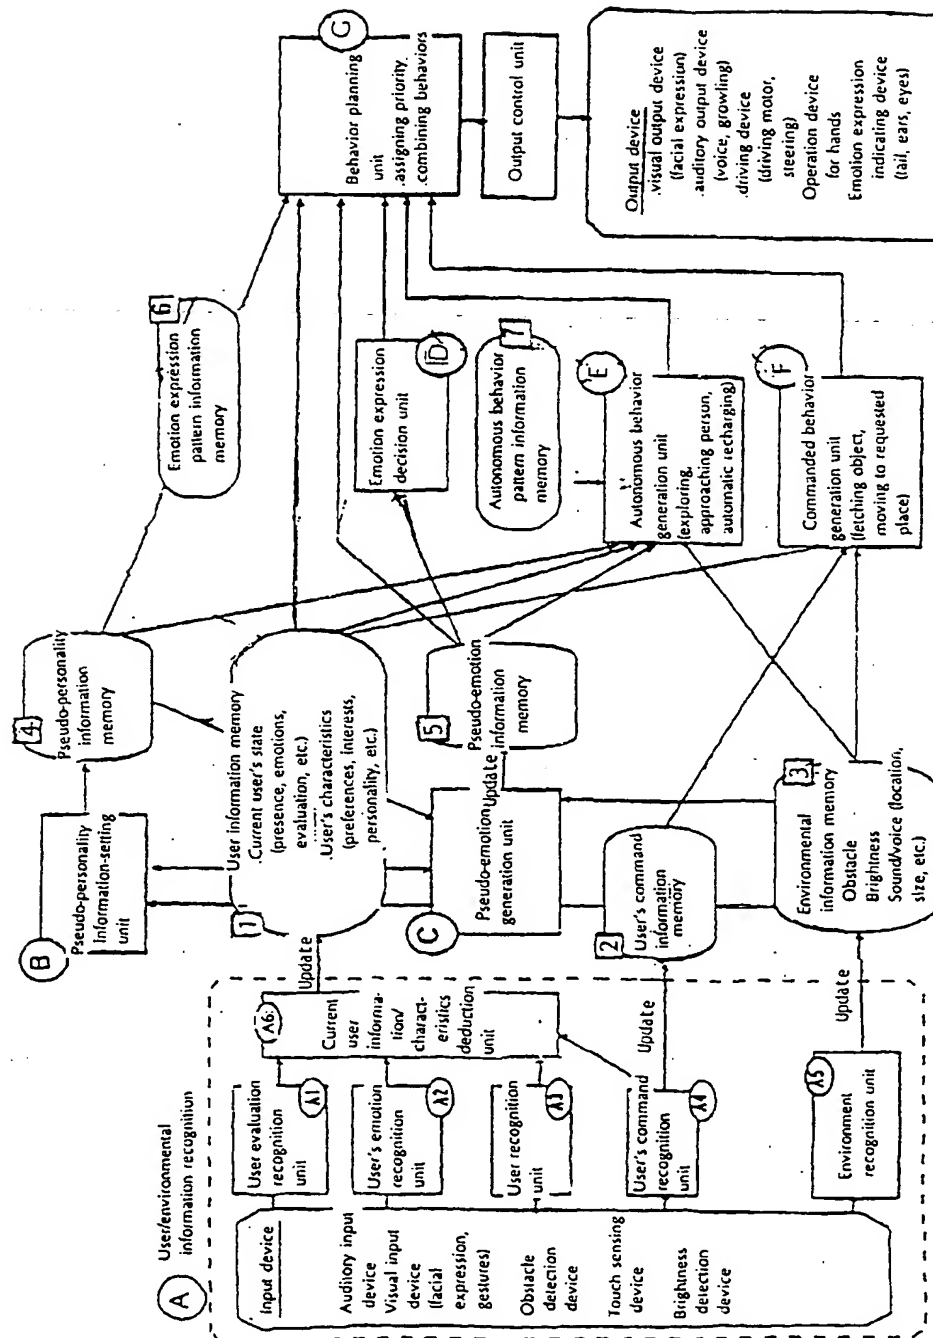 A
User/environmental
information recognition
Input device
Auditory input
device
Visual input
device
(facial
expression,
gestures)
Obstacle
detection
device
Touch sensing
device
Brightness
detection
device
User evaluation
recognition
unit
A1
User's emotion
recognition
unit
A2
User recognition
unit
A3
User's command
recognition
unit
A4
Environment
recognition unit
A5
A6
Current
user
informa-
tion/
charact-
eristics
deduction
unit
Update
Update
Update
B
Pseudo-personality
Information-setting
unit
1
User information memory
.Current user's state
(presence, emotions,
evaluation, etc.)
.User's characteristics
(preferences, interests
personality, etc.)
C
Pseudo-emotion
generation unit
Update
2
User's command
information
memory
3
Environmental
information memory
Obstacle
Brightness
Sound/voice (location,
size, etc.)
4
Pseudo-personality
information
memory
5
Pseudo-emotion
information
memory
6
Emotion expression
pattern information
memory
D
Emotion expression
decision unit
7
Autonomous behavior
pattern information
memory
E
Autonomous behavior
generation unit
(exploring,
approaching person,
automatic recharging)
F
Commanded behavior
generation unit
(fetching object,
moving to requested
place)
G
Behavior planning
unit
.assigning priority,
.combining behaviors
Output control unit
Output device
.visual output device
(facial expression)
.auditory output device
(voice, growling)
.driving device
(driving motor,
steering)
Operation device
for hands
Emotion expression
indicating device
(tail, ears, eyes)